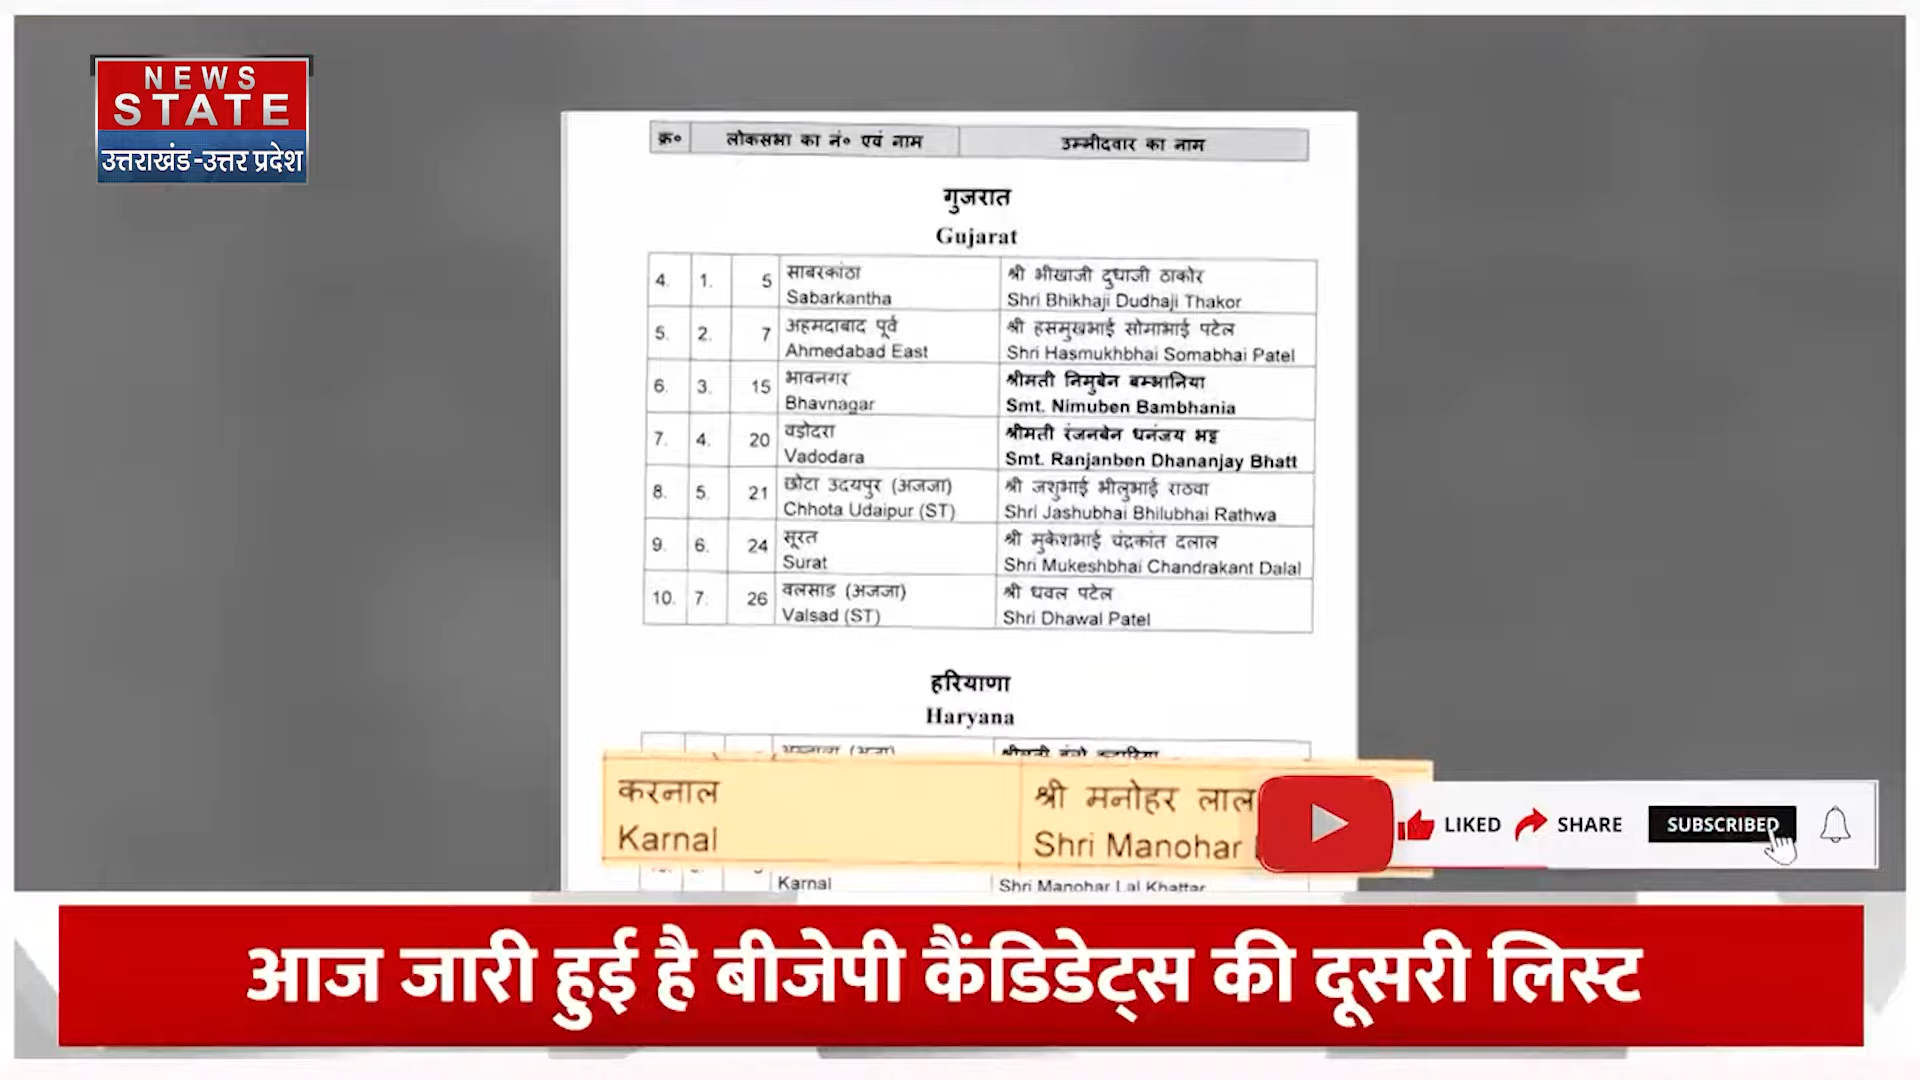 NEWS
STATE
उत्तराखंड-उत्तर प्रदेश
क्र० लोकसभा का नं० एवं नाम उम्मीदवार का नाम
गुजरात
Gujarat
4. 1. 5 साबरकांठा श्री भीखाजी दुधाजी ठाकोर
Sabarkantha Shri Bhikhaji Dudhaji Thakor
5. 2. 7 अहमदाबाद पूर्व श्री हसमुखभाई सोमाभाई पटेल
Ahmedabad East Shri Hasmukhbhai Somabhai Patel
6. 3. 15 भावनगर श्रीमती निमुबेन बम्भानिया
Bhavnagar Smt. Nimuben Bambhania
7. 4. 20 वड़ोदरा श्रीमती रंजनबेन धनंजय भट्ट
Vadodara Smt. Ranjanben Dhananjay Bhatt
8. 5. 21 छोटा उदयपुर (अजजा) श्री जशुभाई भीलुभाई राठवा
Chhota Udaipur (ST) Shri Jashubhai Bhilubhai Rathwa
9. 6. 24 सूरत श्री मुकेशभाई चंद्रकांत दलाल
Surat Shri Mukeshbhai Chandrakant Dalal
10. 7. 26 वलसाड (अजजा) श्री धवल पटेल
Valsad (ST) Shri Dhawal Patel
हरियाणा
Haryana
करनाल श्री मनोहर लाल
Karnal Shri Manohar
LIKED SHARE SUBSCRIBED
Karnal Shri Manohar Lal Khattar
आज जारी हुई है बीजेपी कैंडिडेट्स की दूसरी लिस्ट